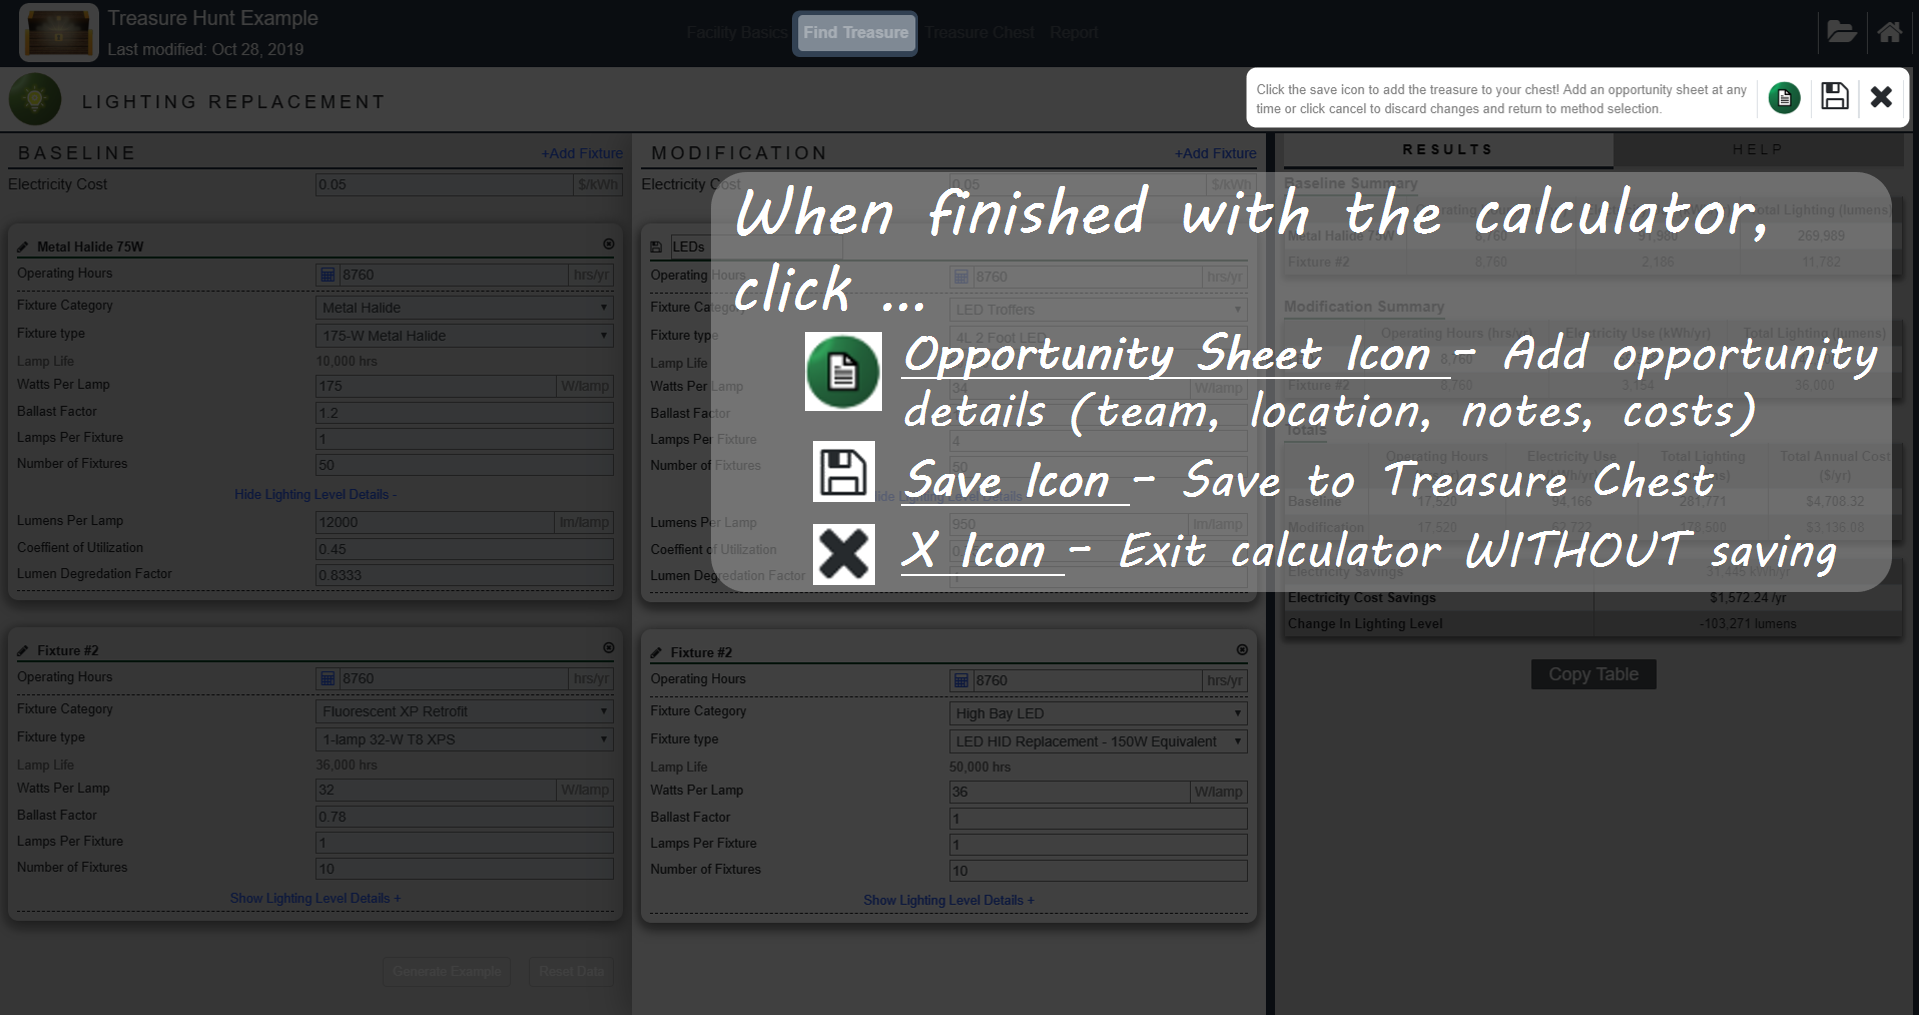 Treasure Hunt Example
Last modified: Oct 28, 2019
Facility Basics Find Treasure Treasure Chest Report
LIGHTING REPLACEMENT
Click the save icon to add the treasure to your chest! Add an opportunity sheet at any
time or click cancel to discard changes and return to method selection.
BASELINE
+Add Fixture
Electricity Cost 0.05 $/kWh
Metal Halide 75W
Operating Hours 8760 hrs/yr
Fixture Category Metal Halide
Fixture type 175-W Metal Halide
Lamp Life 10,000 hrs
Watts Per Lamp 175 W/lamp
Ballast Factor 1.2
Lamps Per Fixture 1
Number of Fixtures 50
Hide Lighting Level Details -
Lumens Per Lamp 12000 lm/lamp
Coeffient of Utilization 0.45
Lumen Degredation Factor 0.8333
Fixture #2
Operating Hours 8760 hrs/yr
Fixture Category Fluorescent XP Retrofit
Fixture type 1-lamp 32-W T8 XPS
Lamp Life 36,000 hrs
Watts Per Lamp 32 W/lamp
Ballast Factor 0.78
Lamps Per Fixture 1
Number of Fixtures 10
Show Lighting Level Details +
Generate Example Reset Data
MODIFICATION
+Add Fixture
Electricity Cost 0.05 $/kWh
LEDs
Operating Hours 8760 hrs/yr
Fixture Category LED Troffers
Fixture type 4L 2 Foot LED
Lamp Life
Watts Per Lamp 34 W/lamp
Ballast Factor
Lamps Per Fixture 4
Number of Fixtures 50
Hide Lighting Level Details
Lumens Per Lamp 950 lm/lamp
Coeffient of Utilization
Lumen Degredation Factor 1
Fixture #2
Operating Hours 8760 hrs/yr
Fixture Category High Bay LED
Fixture type LED HID Replacement - 150W Equivalent
Lamp Life 50,000 hrs
Watts Per Lamp 36 W/lamp
Ballast Factor 1
Lamps Per Fixture 1
Number of Fixtures 10
Show Lighting Level Details +
When finished with the calculator,
click ...
Opportunity Sheet Icon - Add opportunity
details (team, location, notes, costs)
Save Icon - Save to Treasure Chest
X Icon - Exit calculator WITHOUT saving
RESULTS HELP
Baseline Summary
Total Lighting (lumens)
Metal Halide 75W 8,760 91,980 269,989
Fixture #2 8,760 2,186 11,782
Modification Summary
Operating Hours (hrs/yr) Electricity Use (kWh/yr) Total Lighting (lumens)
8,760
Fixture #2 8,760 3,154 36,000
Totals
Operating Hours Electricity Use Total Lighting Total Annual Cost
($/yr)
Baseline 17,520 94,166 281,771 $4,708.32
Modification 17,520 62,722 178,500 $3,136.08
Electricity Savings 31,445 kWh/yr
Electricity Cost Savings $1,572.24 /yr
Change In Lighting Level -103,271 lumens
Copy Table